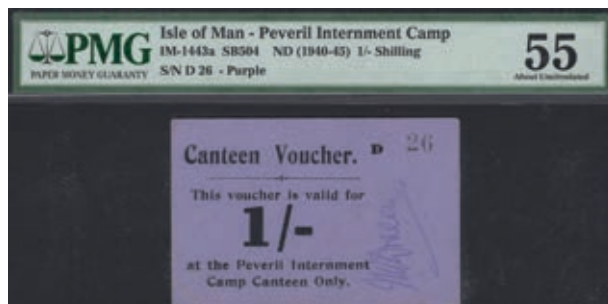 PMG
PAPER MONEY GUARANTY
Isle of Man - Peveril Internment Camp
IM-1443a SB504 ND (1940-45) 1/- Shilling
S/N D 26 - Purple
55
About Uncirculated
Canteen Voucher. D 26
This voucher is valid for
1/-
at the Peveril Internment
Camp Canteen Only.